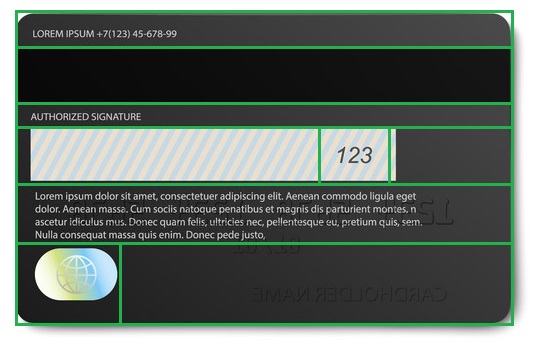 LOREM IPSUM +7(123) 45-678-99
AUTHORIZED SIGNATURE
123
Lorem ipsum dolor sit amet, consectetuer adipiscing elit. Aenean commodo ligula eget
dolor. Aenean massa. Cum sociis natoque penatibus et magnis dis parturient montes, n
ascetur ridiculus mus. Donec quam felis, ultricies nec, pellentesque eu, pretium quis, sem.
Nulla consequat massa quis enim. Donec pede justo,
CARDHOLDER NAME